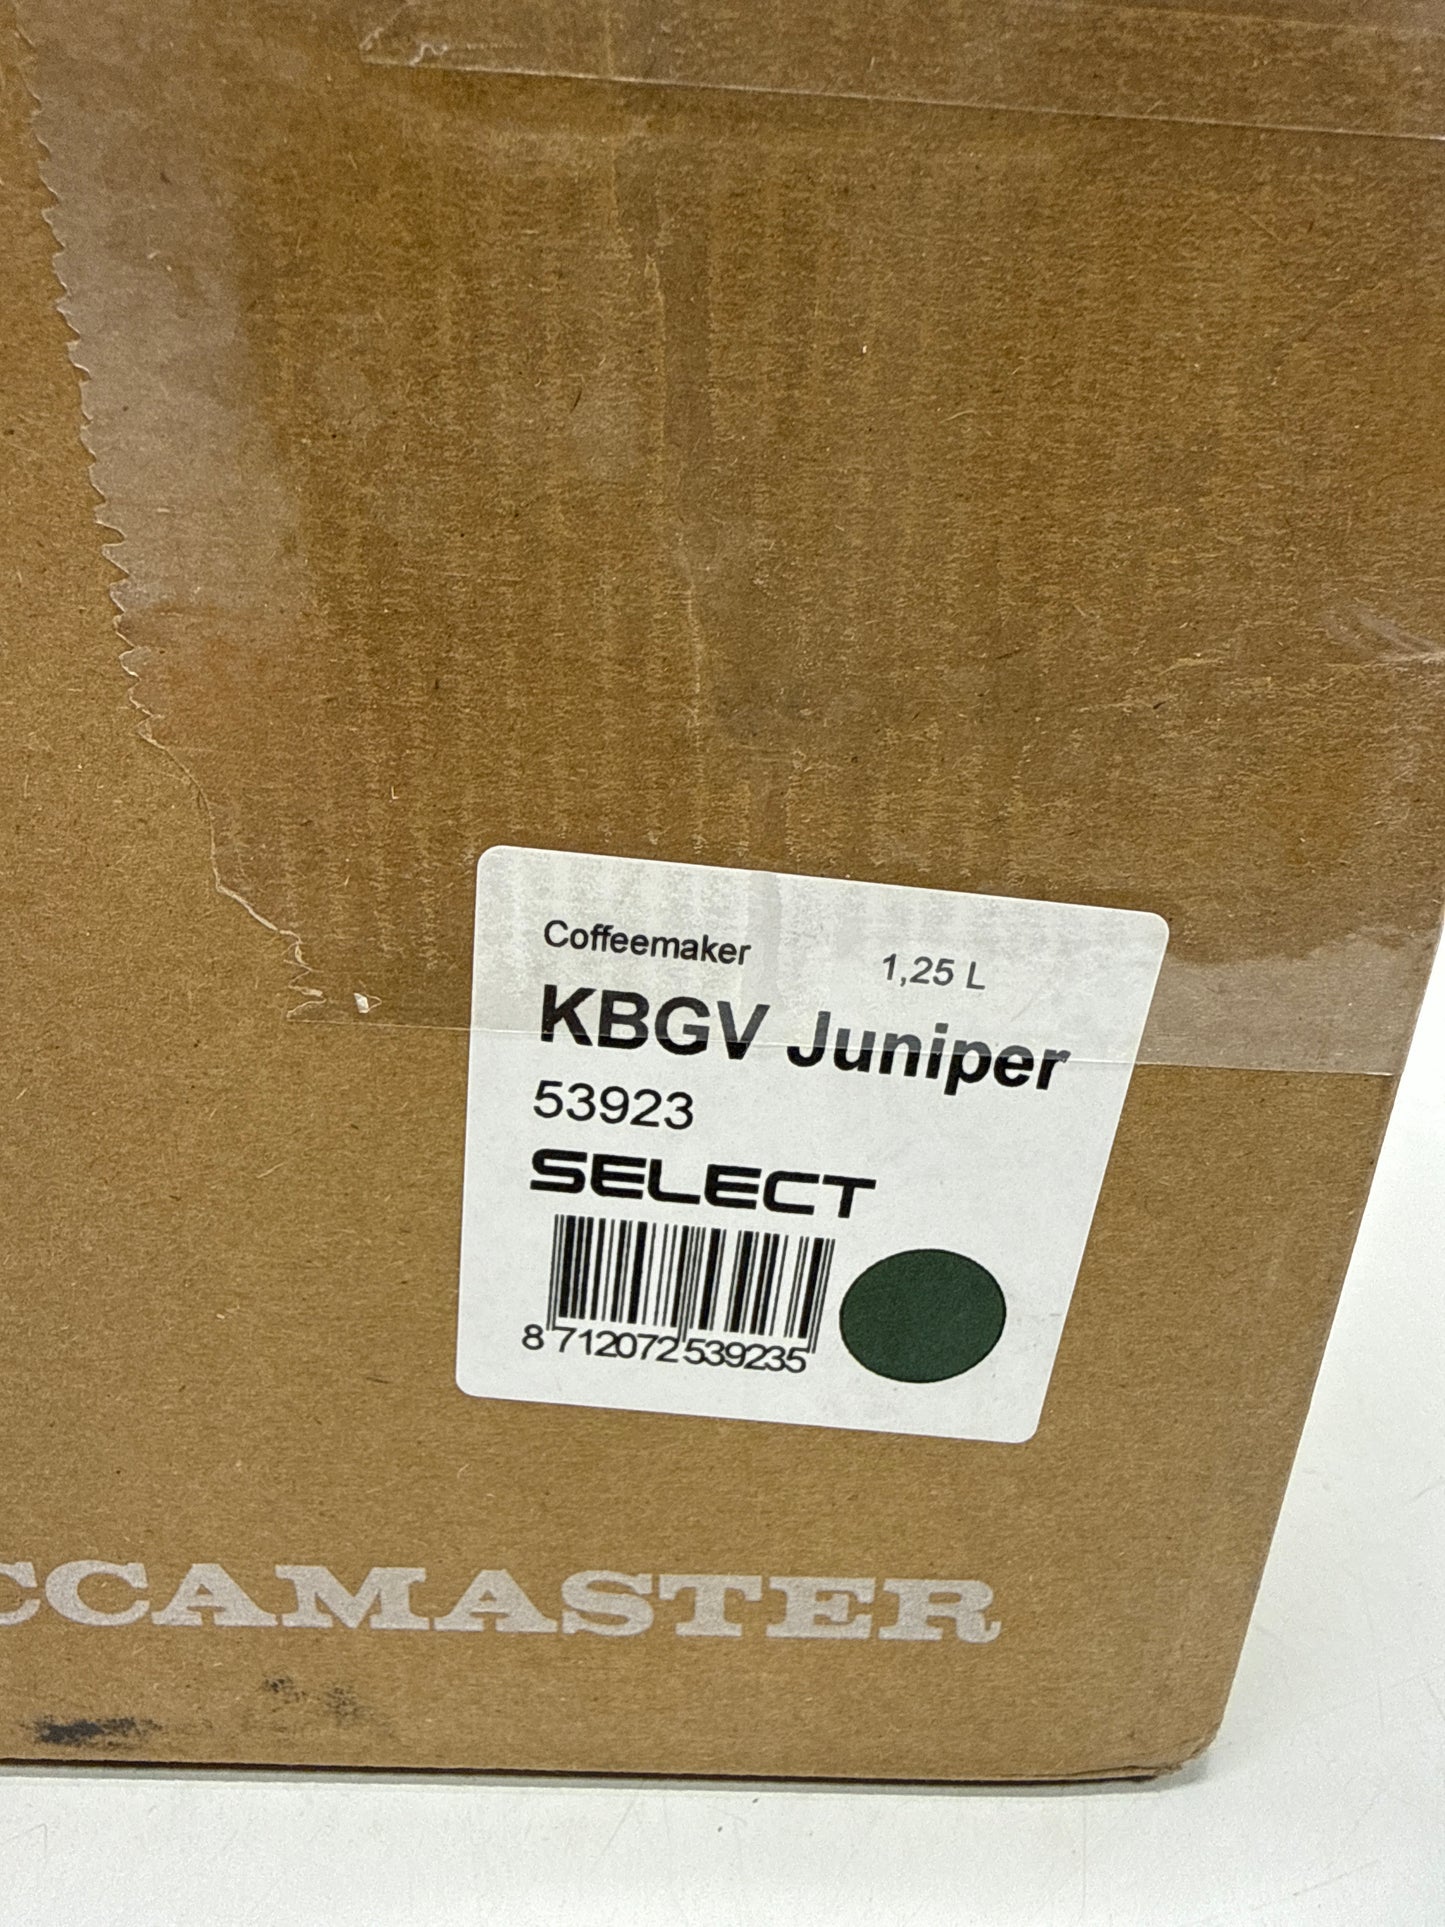 Coffeemaker 1,25 L
KBGV Juniper
53923
SELECT
8 712072 539235
CCAMASTER